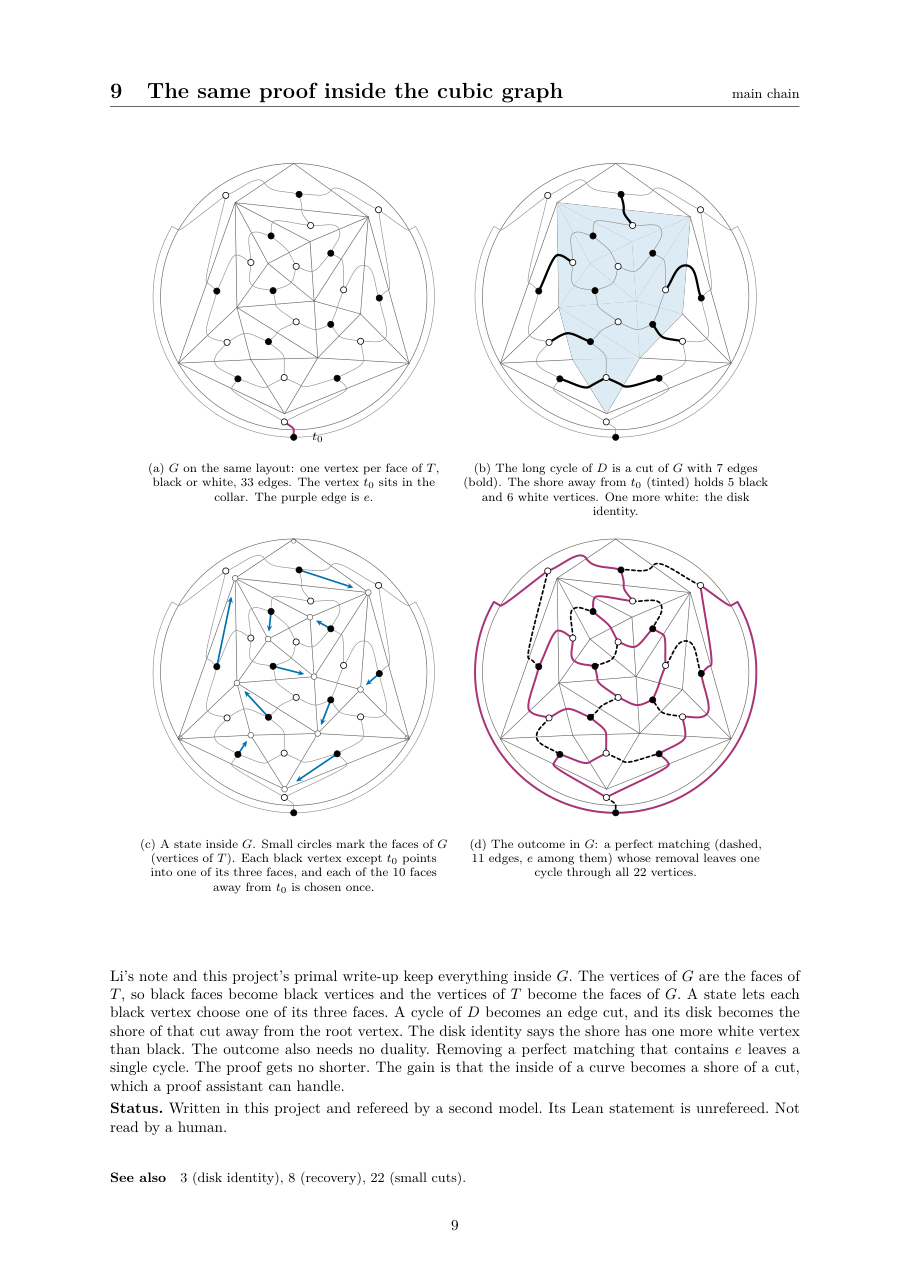 9 The same proof inside the cubic graph main chain
t0
(a) G on the same layout: one vertex per face of T,
black or white, 33 edges. The vertex t0 sits in the
collar. The purple edge is e.
(b) The long cycle of D is a cut of G with 7 edges
(bold). The shore away from t0 (tinted) holds 5 black
and 6 white vertices. One more white: the disk
identity.
(c) A state inside G. Small circles mark the faces of G
(vertices of T). Each black vertex except t0 points
into one of its three faces, and each of the 10 faces
away from t0 is chosen once.
(d) The outcome in G: a perfect matching (dashed,
11 edges, e among them) whose removal leaves one
cycle through all 22 vertices.
Li's note and this project's primal write-up keep everything inside G. The vertices of G are the faces of
T, so black faces become black vertices and the vertices of T become the faces of G. A state lets each
black vertex choose one of its three faces. A cycle of D becomes an edge cut, and its disk becomes the
shore of that cut away from the root vertex. The disk identity says the shore has one more white vertex
than black. The outcome also needs no duality. Removing a perfect matching that contains e leaves a
single cycle. The proof gets no shorter. The gain is that the inside of a curve becomes a shore of a cut,
which a proof assistant can handle.
Status. Written in this project and refereed by a second model. Its Lean statement is unrefereed. Not
read by a human.
See also 3 (disk identity), 8 (recovery), 22 (small cuts).
9